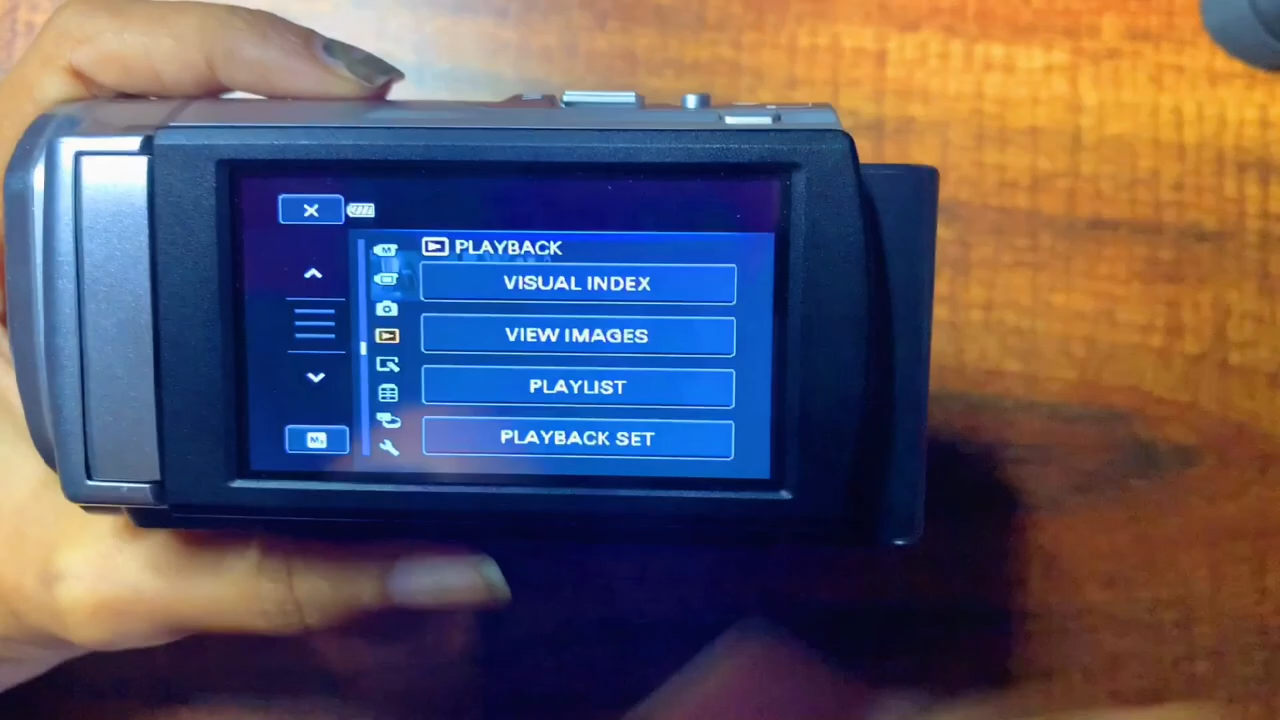 X
M
PLAYBACK
VISUAL INDEX
VIEW IMAGES
PLAYLIST
PLAYBACK SET